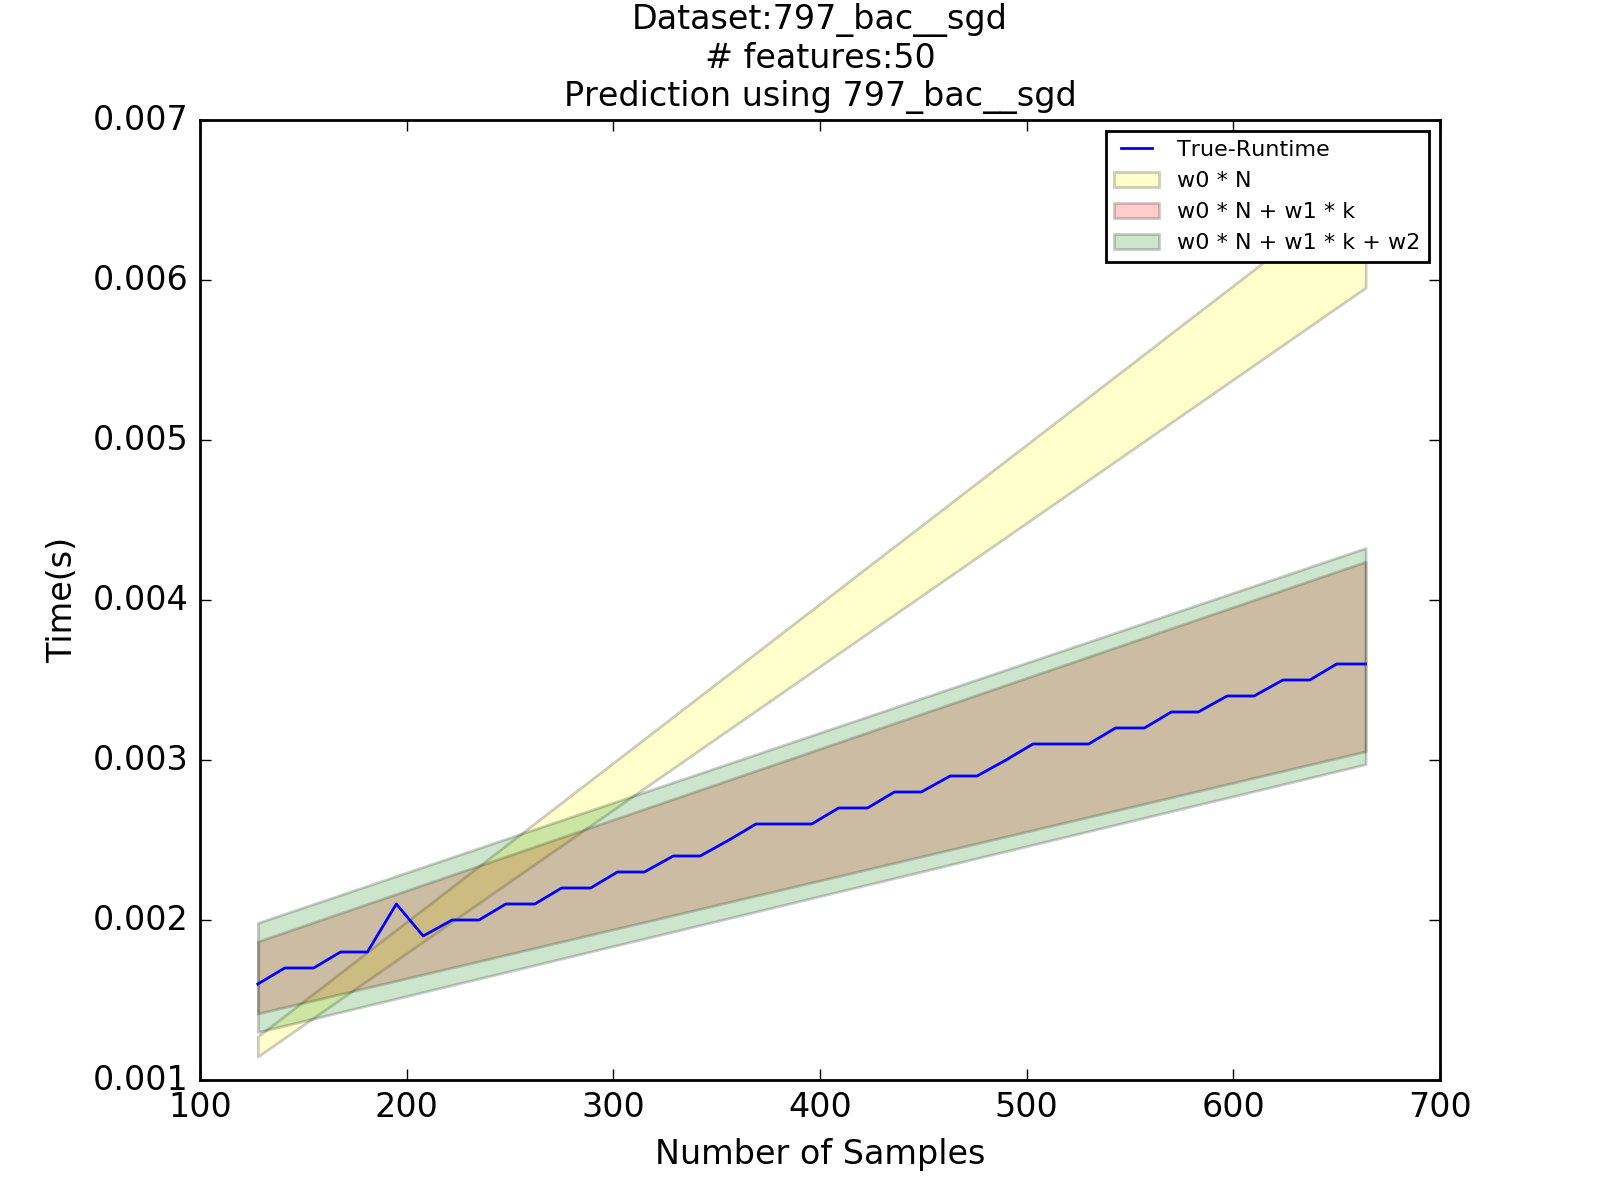 Dataset:797_bac__sgd
# features:50
Prediction using 797_bac__sgd
0.007
0.006
0.005
0.004
0.003
0.002
0.001
Time(s)
True-Runtime
w0 * N
w0 * N + w1 * k
w0 * N + w1 * k + w2
100 200 300 400 500 600 700
Number of Samples